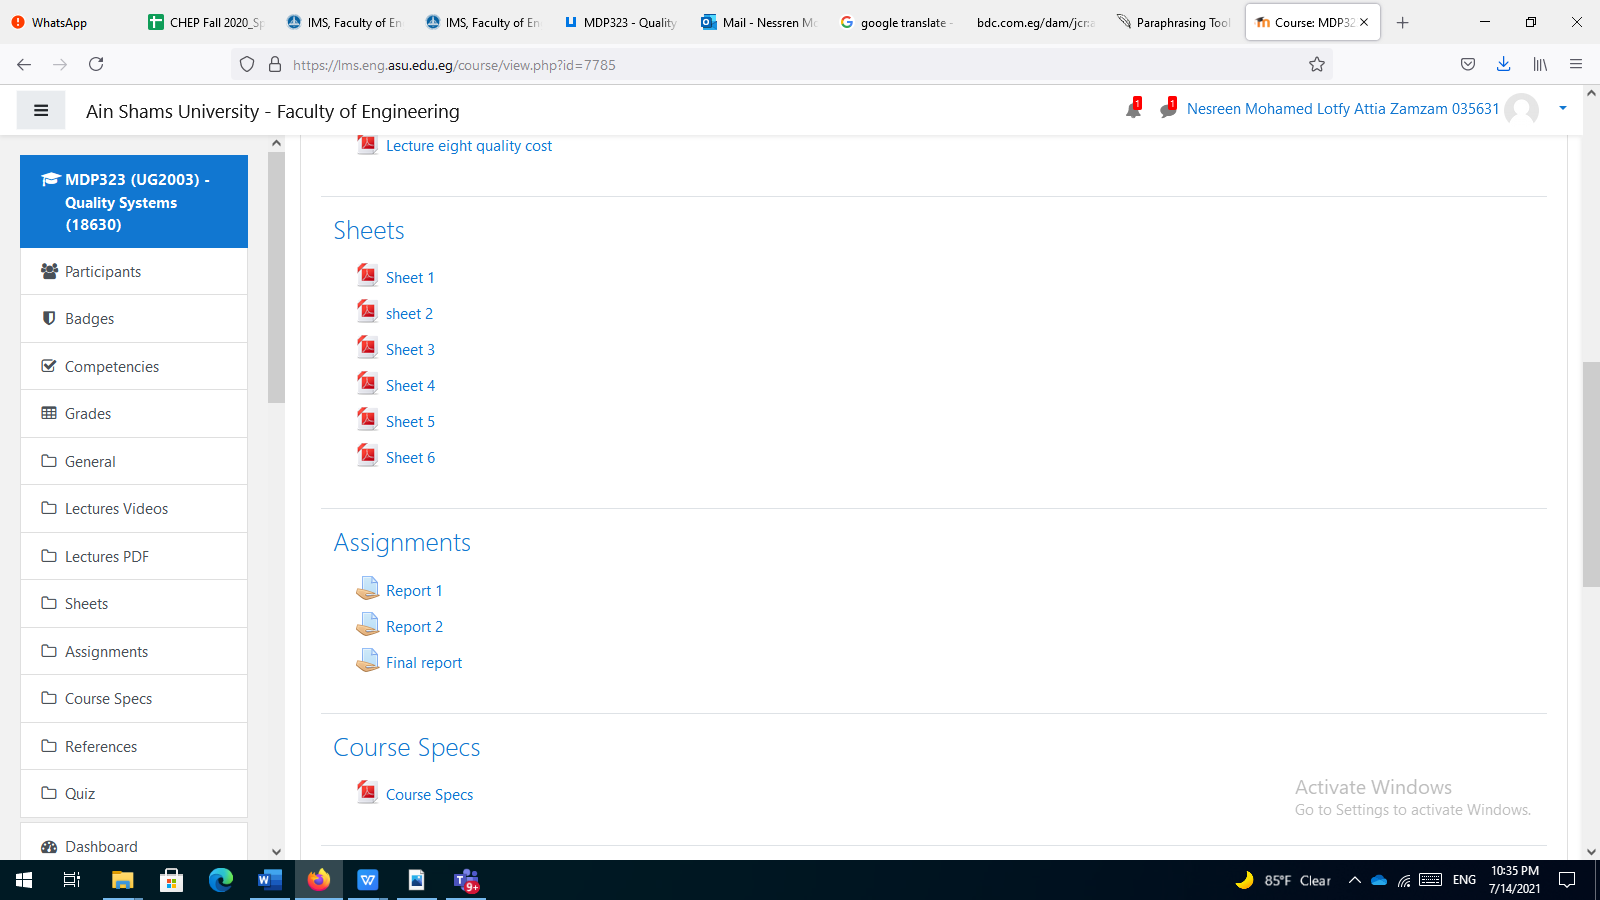 WhatsApp
CHEP Fall 2020_Sp
IMS, Faculty of En
IMS, Faculty of En
MDP323 - Quality
Mail - Nessren Mo
google translate -
bdc.com.eg/dam/jcr:a
Paraphrasing Tool
Course: MDP32
https://lms.eng.asu.edu.eg/course/view.php?id=7785
Ain Shams University - Faculty of Engineering
1
1
Nesreen Mohamed Lotfy Attia Zamzam 035631
MDP323 (UG2003) -
Quality Systems
(18630)
Participants
Badges
Competencies
Grades
General
Lectures Videos
Lectures PDF
Sheets
Assignments
Course Specs
References
Quiz
Dashboard
Lecture eight quality cost
Sheets
Sheet 1
sheet 2
Sheet 3
Sheet 4
Sheet 5
Sheet 6
Assignments
Report 1
Report 2
Final report
Course Specs
Course Specs
Activate Windows
Go to Settings to activate Windows.
9+
85°F Clear
ENG
10:35 PM
7/14/2021